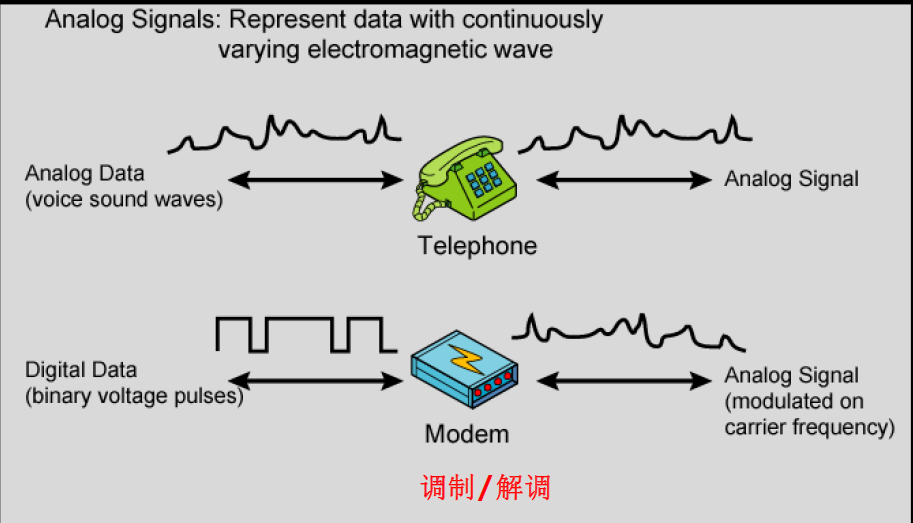 Analog Signals: Represent data with continuously
varying electromagnetic wave
Analog Data
(voice sound waves)
Analog Signal
Telephone
Digital Data
(binary voltage pulses)
Analog Signal
(modulated on
carrier frequency)
Modem
调制/解调